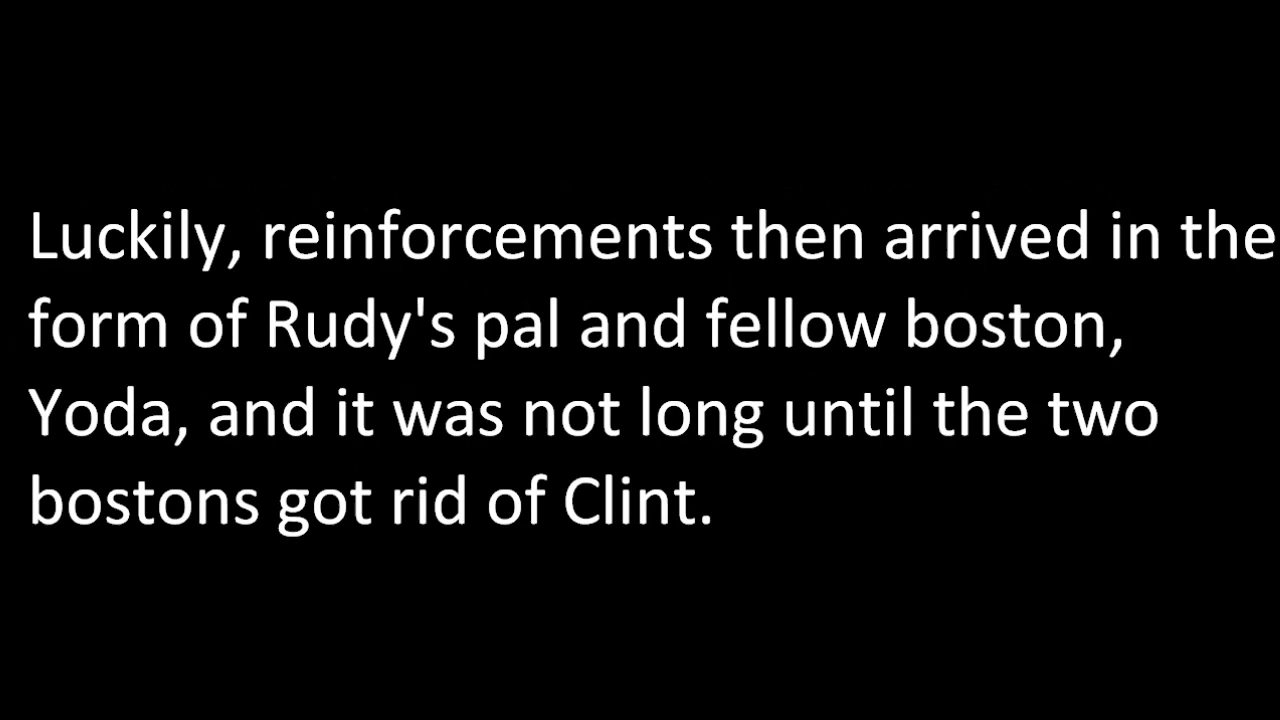 Luckily, reinforcements then arrived in the
form of Rudy's pal and fellow boston,
Yoda, and it was not long until the two
bostons got rid of Clint.